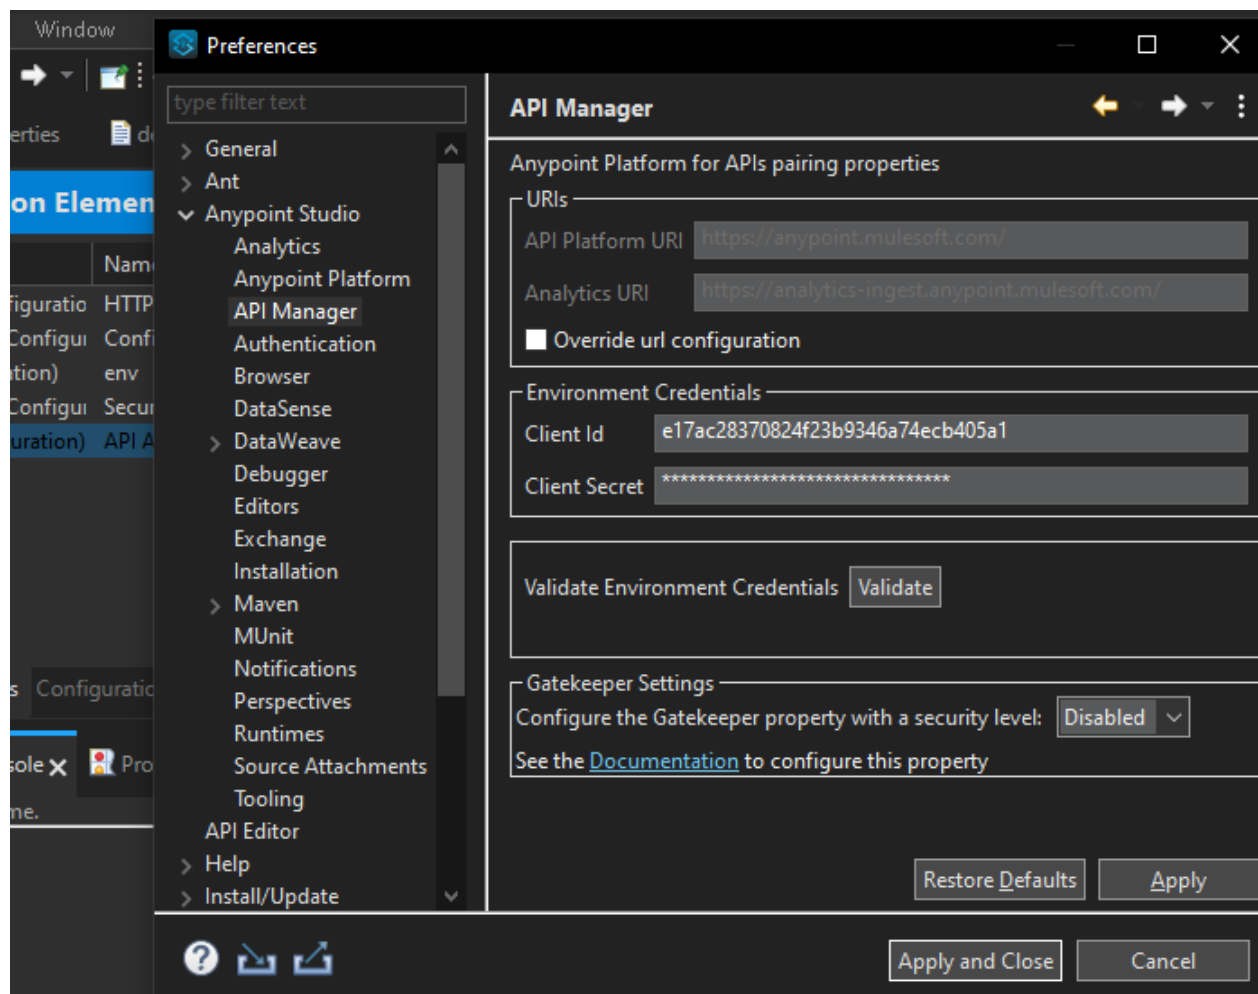 Window
Preferences
type filter text
API Manager
erties
General
Ant
Anypoint Studio
Analytics
Anypoint Platform
API Manager
Authentication
Browser
DataSense
DataWeave
Debugger
Editors
Exchange
Installation
Maven
MUnit
Notifications
Perspectives
Runtimes
Source Attachments
Tooling
API Editor
Help
Install/Update
on Elemen
Nam
figuratio HTTP
Configu Confi
tion) env
Configu Secur
uration) API A
s Configuratio
sole Pro
me.
Anypoint Platform for APIs pairing properties
URIs
API Platform URI https://anypoint.mulesoft.com/
Analytics URI https://analytics-ingest.anypoint.mulesoft.com/
Override url configuration
Environment Credentials
Client Id e17ac28370824f23b9346a74ecb405a1
Client Secret ********************************
Validate Environment Credentials Validate
Gatekeeper Settings
Configure the Gatekeeper property with a security level: Disabled
See the Documentation to configure this property
Restore Defaults Apply
Apply and Close Cancel